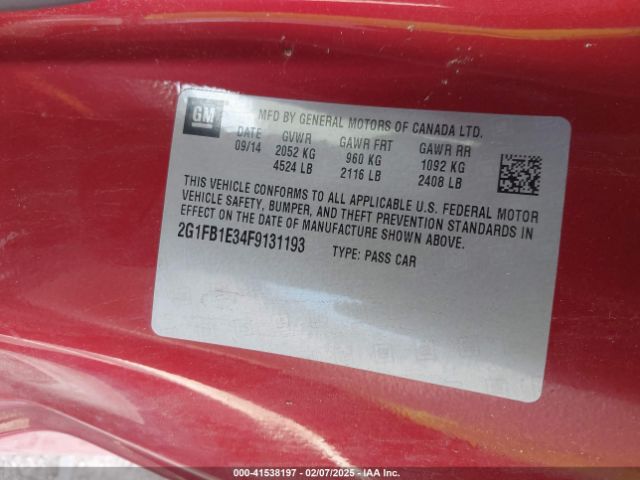 GM
MFD BY GENERAL MOTORS OF CANADA LTD.
DATE GVWR GAWR FRT GAWR RR
09/14 2052 KG 960 KG 1092 KG
4524 LB 2116 LB 2408 LB
THIS VEHICLE CONFORMS TO ALL APPLICABLE U.S. FEDERAL MOTOR
VEHICLE SAFETY, BUMPER, AND THEFT PREVENTION STANDARDS IN
EFFECT ON THE DATE OF MANUFACTURE SHOWN ABOVE.
2G1FB1E34F9131193 TYPE: PASS CAR
000-41538197 - 02/07/2025 - IAA Inc.